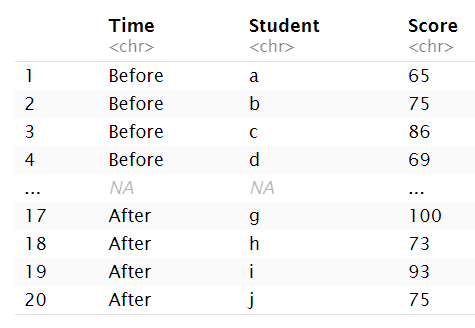 Time Student Score
<chr> <chr> <chr>
1 Before a 65
2 Before b 75
3 Before c 86
4 Before d 69
... NA NA ...
17 After g 100
18 After h 73
19 After i 93
20 After j 75